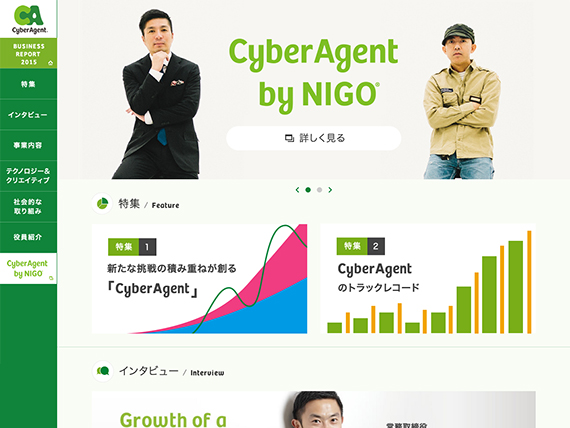 CA
CyberAgent.
BUSINESS
REPORT
2015
特集
インタビュー
事業内容
テクノロジー&
クリエイティブ
社会的な
取り組み
役員紹介
CyberAgent
by NIGO
CyberAgent
by NIGO®
詳しく見る
特集 / Feature
特集 1
新たな挑戦の積み重ねが創る
「CyberAgent」
特集 2
CyberAgent
のトラックレコード
インタビュー / Interview
Growth of a
常務取締役